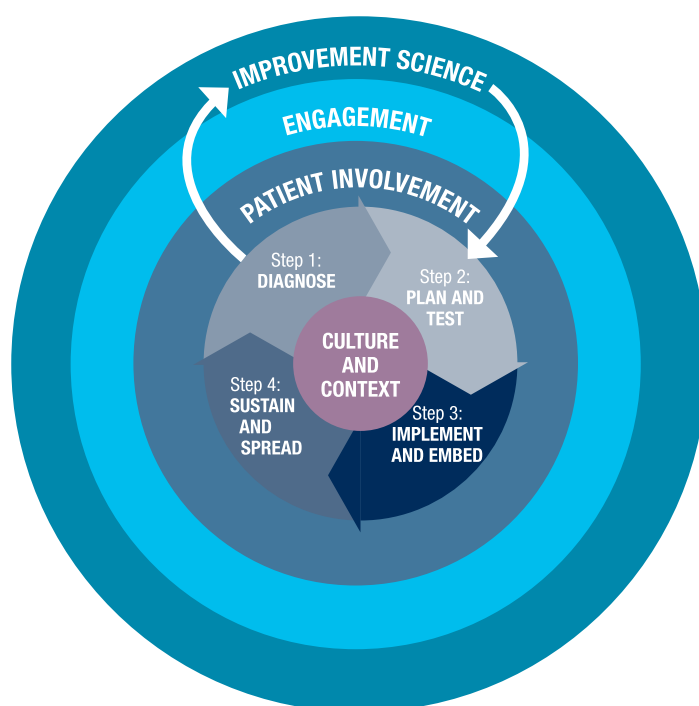 IMPROVEMENT SCIENCE
ENGAGEMENT
PATIENT INVOLVEMENT
Step 1:
DIAGNOSE
Step 2:
PLAN AND
TEST
CULTURE
AND
CONTEXT
Step 3:
IMPLEMENT
AND EMBED
Step 4:
SUSTAIN
AND
SPREAD